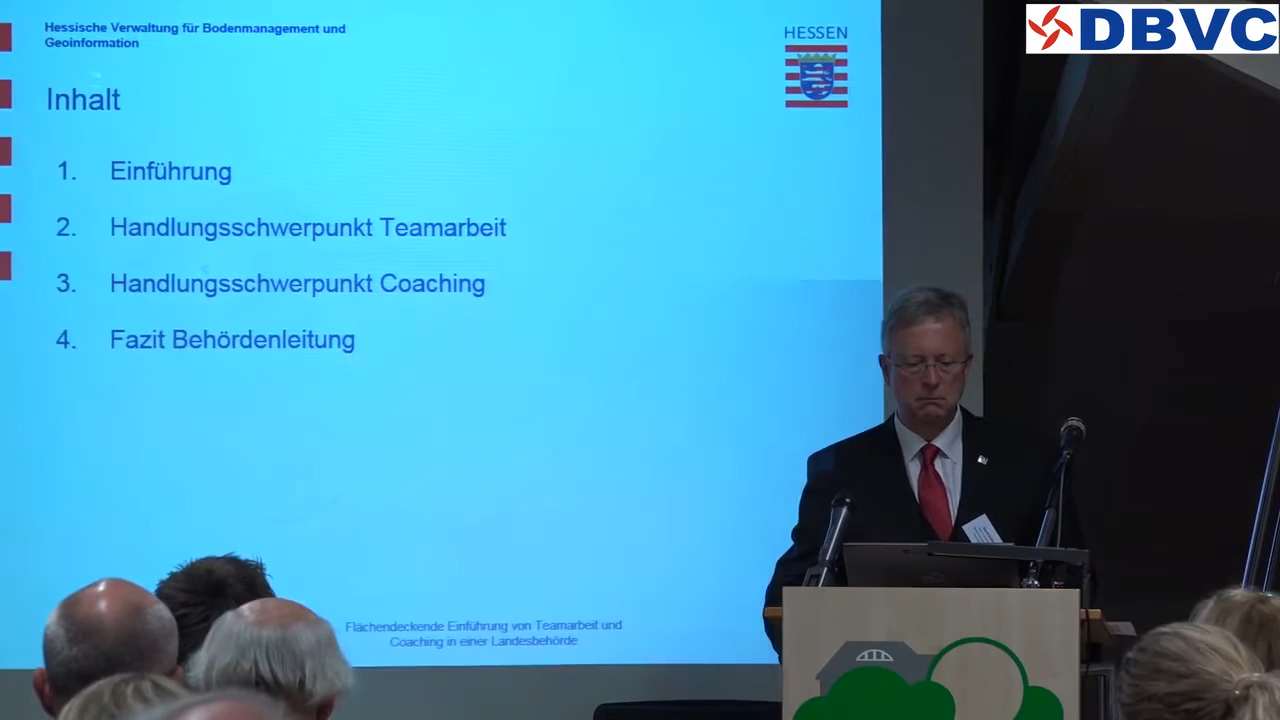 Hessische Verwaltung für Bodenmanagement und
Geoinformation
HESSEN
DBVC
Inhalt
1. Einführung
2. Handlungsschwerpunkt Teamarbeit
3. Handlungsschwerpunkt Coaching
4. Fazit Behördenleitung
Flächendeckende Einführung von Teamarbeit und
Coaching in einer Landesbehörde